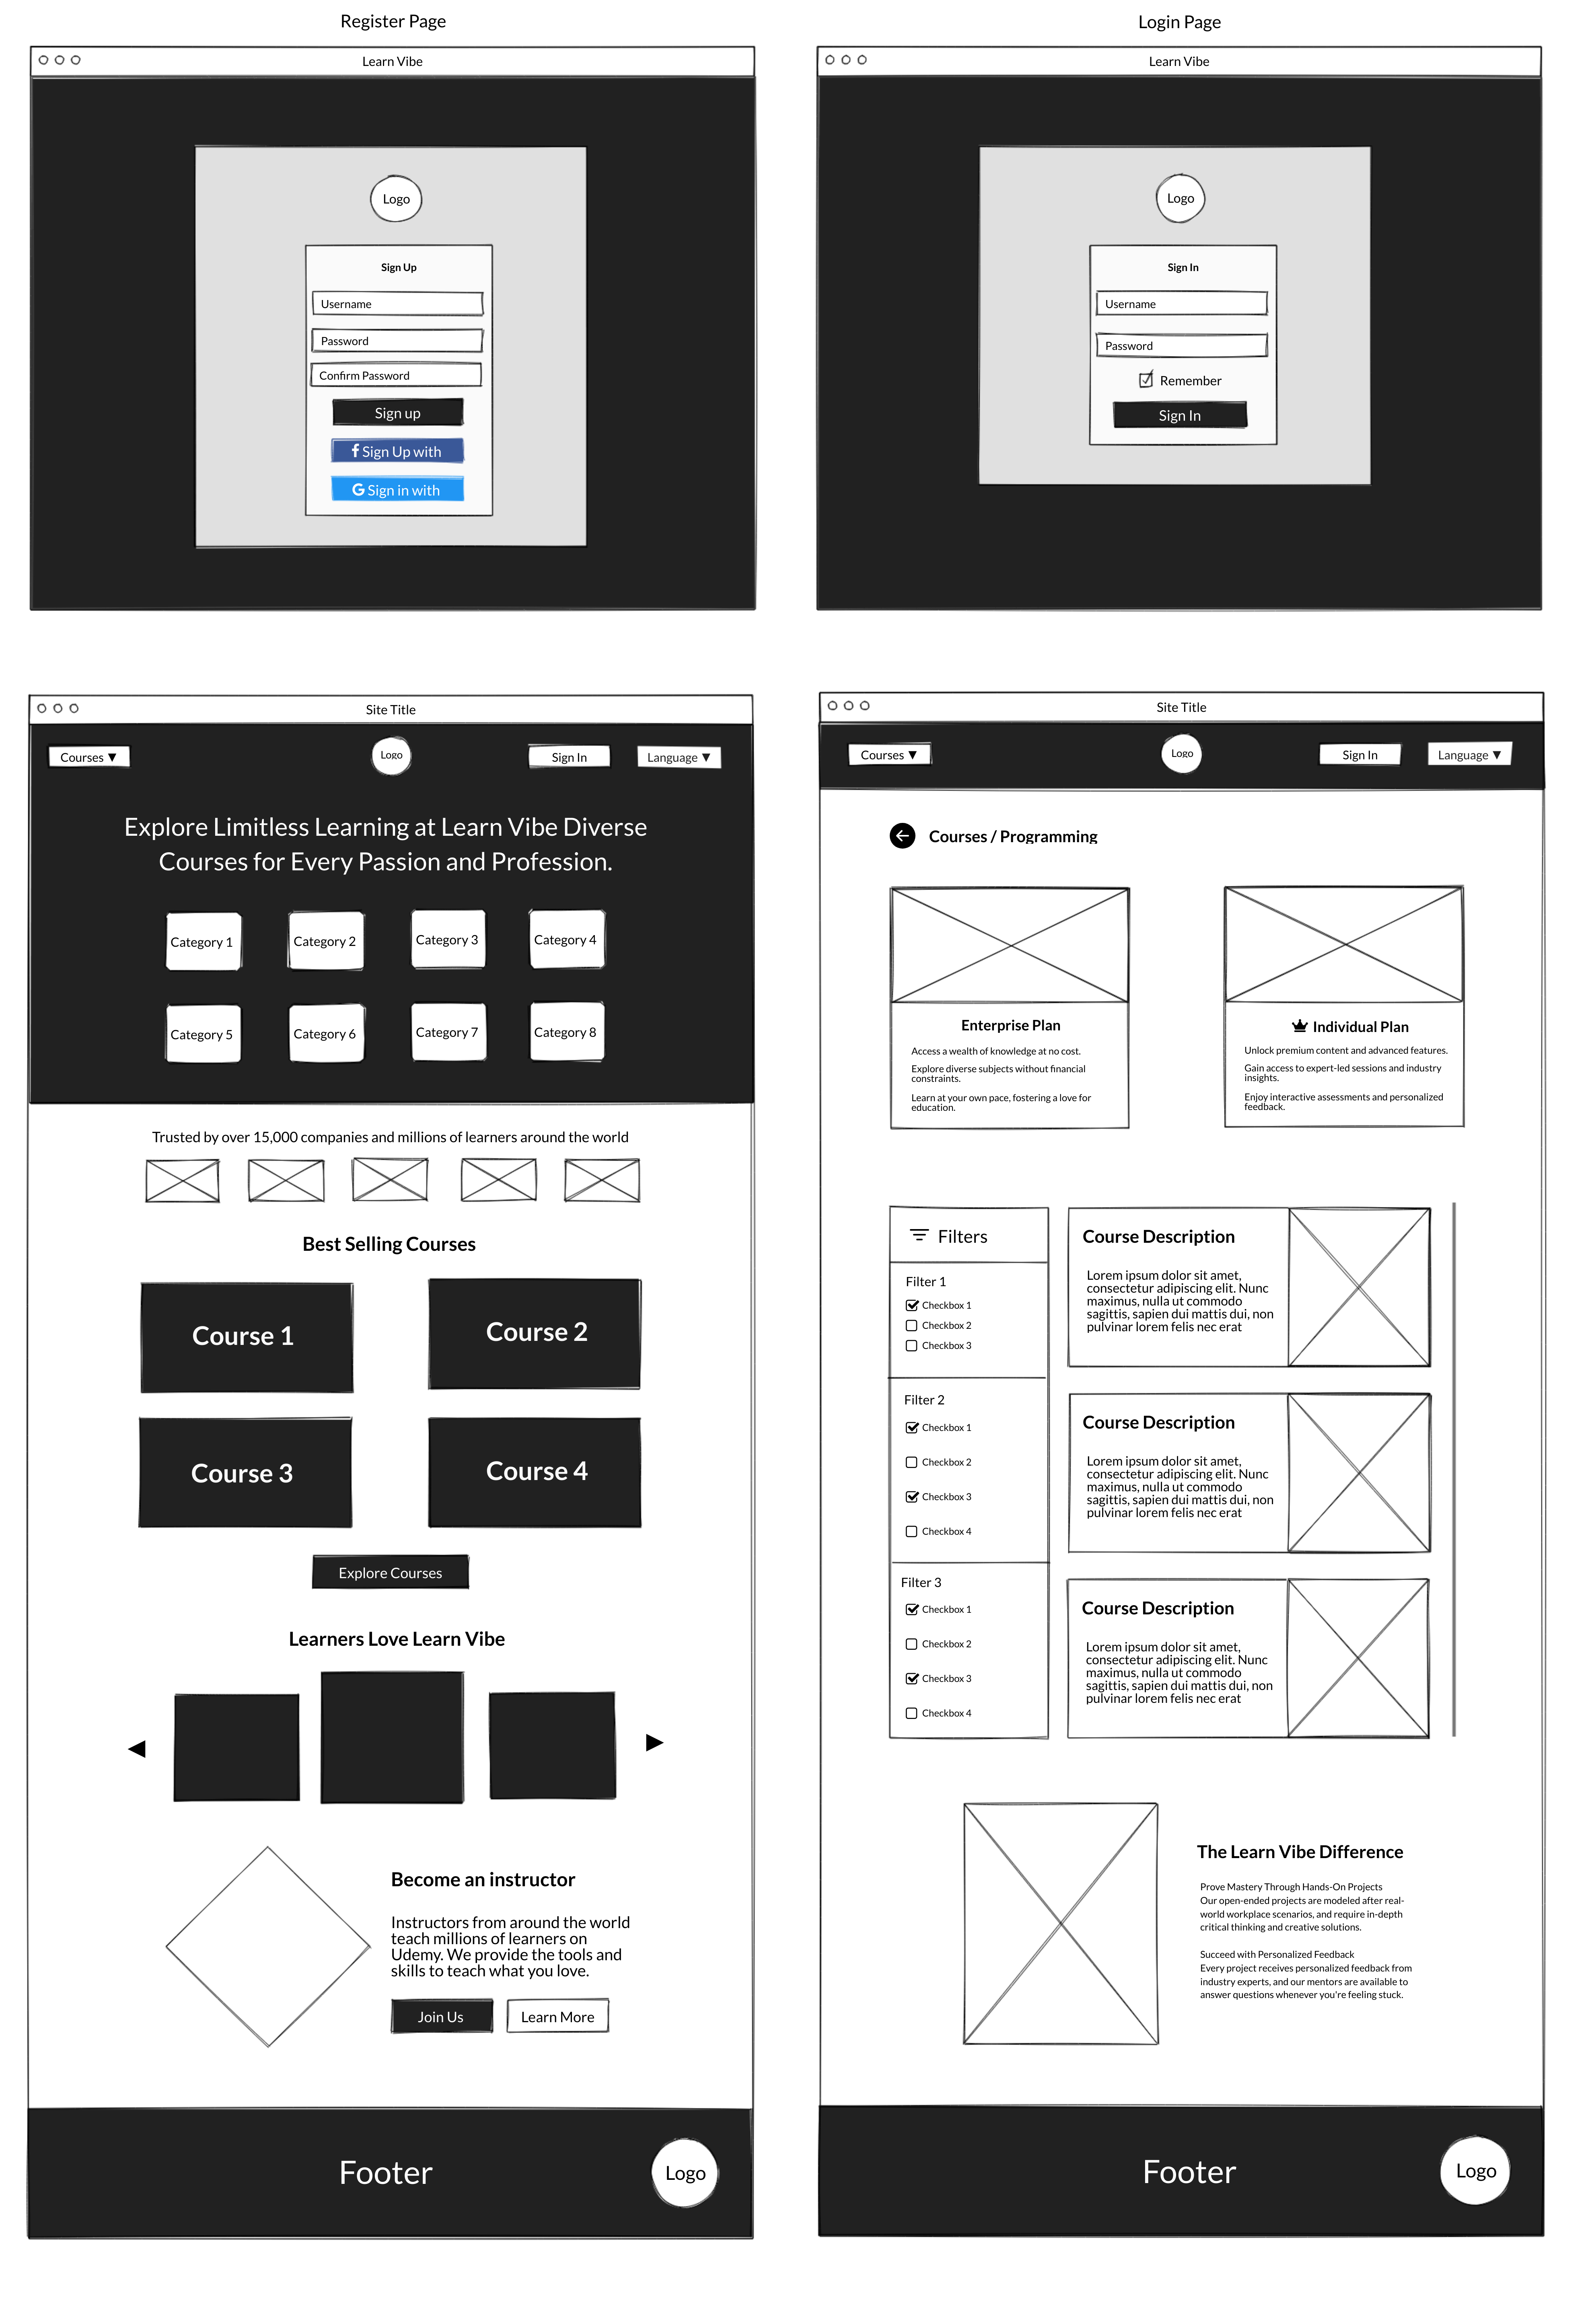 Register Page
Learn Vibe
Logo
Sign Up
Username
Password
Confirm Password
Sign up
f Sign Up with
G Sign in with
Login Page
Learn Vibe
Logo
Sign In
Username
Password
Remember
Sign In
Site Title
Courses ▼
Logo
Sign In
Language ▼
Explore Limitless Learning at Learn Vibe Diverse
Courses for Every Passion and Profession.
Category 1
Category 2
Category 3
Category 4
Category 5
Category 6
Category 7
Category 8
Trusted by over 15,000 companies and millions of learners around the world
Best Selling Courses
Course 1
Course 2
Course 3
Course 4
Explore Courses
Learners Love Learn Vibe
Become an instructor
Instructors from around the world
teach millions of learners on
Udemy. We provide the tools and
skills to teach what you love.
Join Us
Learn More
Footer
Logo
Site Title
Courses ▼
Logo
Sign In
Language ▼
Courses / Programming
Enterprise Plan
Access a wealth of knowledge at no cost.
Explore diverse subjects without financial
constraints.
Learn at your own pace, fostering a love for
education.
Individual Plan
Unlock premium content and advanced features.
Gain access to expert-led sessions and industry
insights.
Enjoy interactive assessments and personalized
feedback.
Filters
Filter 1
Checkbox 1
Checkbox 2
Checkbox 3
Filter 2
Checkbox 1
Checkbox 2
Checkbox 3
Checkbox 4
Filter 3
Checkbox 1
Checkbox 2
Checkbox 3
Checkbox 4
Course Description
Lorem ipsum dolor sit amet,
consectetur adipiscing elit. Nunc
maximus, nulla ut commodo
sagittis, sapien dui mattis dui, non
pulvinar lorem felis nec erat
Course Description
Lorem ipsum dolor sit amet,
consectetur adipiscing elit. Nunc
maximus, nulla ut commodo
sagittis, sapien dui mattis dui, non
pulvinar lorem felis nec erat
Course Description
Lorem ipsum dolor sit amet,
consectetur adipiscing elit. Nunc
maximus, nulla ut commodo
sagittis, sapien dui mattis dui, non
pulvinar lorem felis nec erat
The Learn Vibe Difference
Prove Mastery Through Hands-On Projects
Our open-ended projects are modeled after real-
world workplace scenarios, and require in-depth
critical thinking and creative solutions.
Succeed with Personalized Feedback
Every project receives personalized feedback from
industry experts, and our mentors are available to
answer questions whenever you're feeling stuck.
Footer
Logo